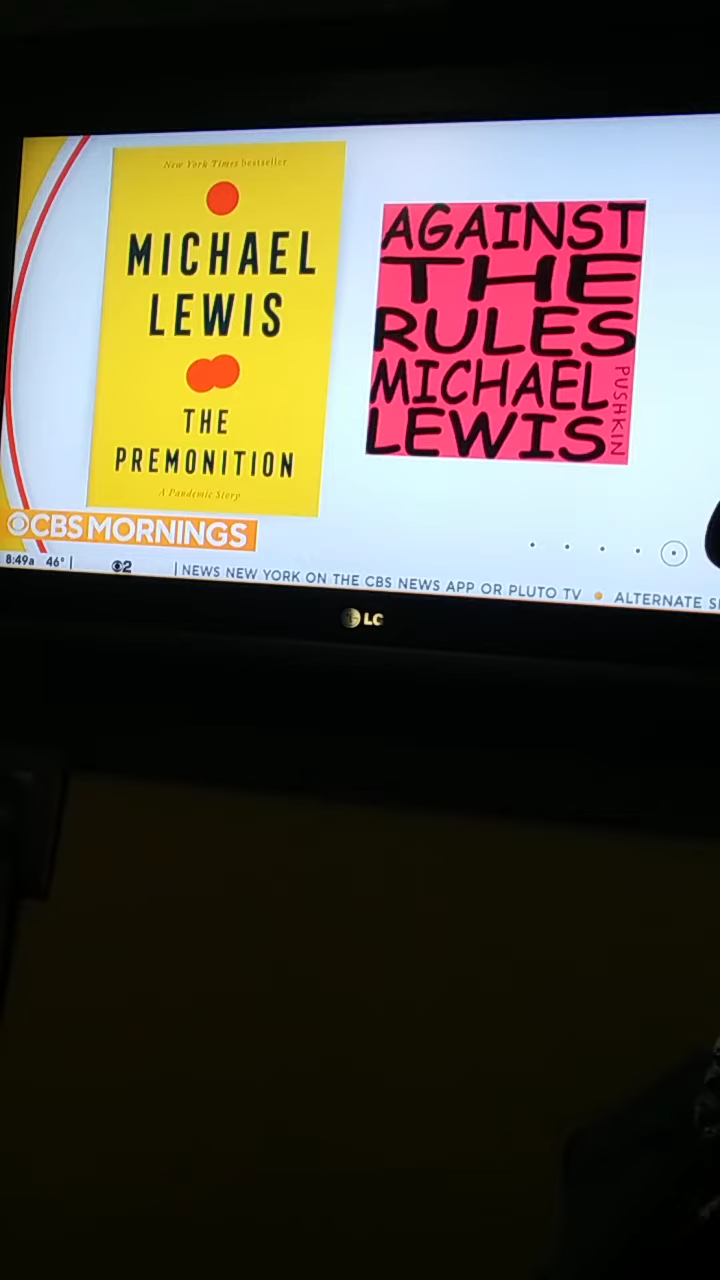 New York Times bestseller
MICHAEL
LEWIS
THE
PREMONITION
A Pandemic Story
AGAINST
THE
RULES
MICHAEL
LEWIS
PUSHKIN
CBS MORNINGS
8:49a 46° | 2 | NEWS NEW YORK ON THE CBS NEWS APP OR PLUTO TV • ALTERNATE
LG